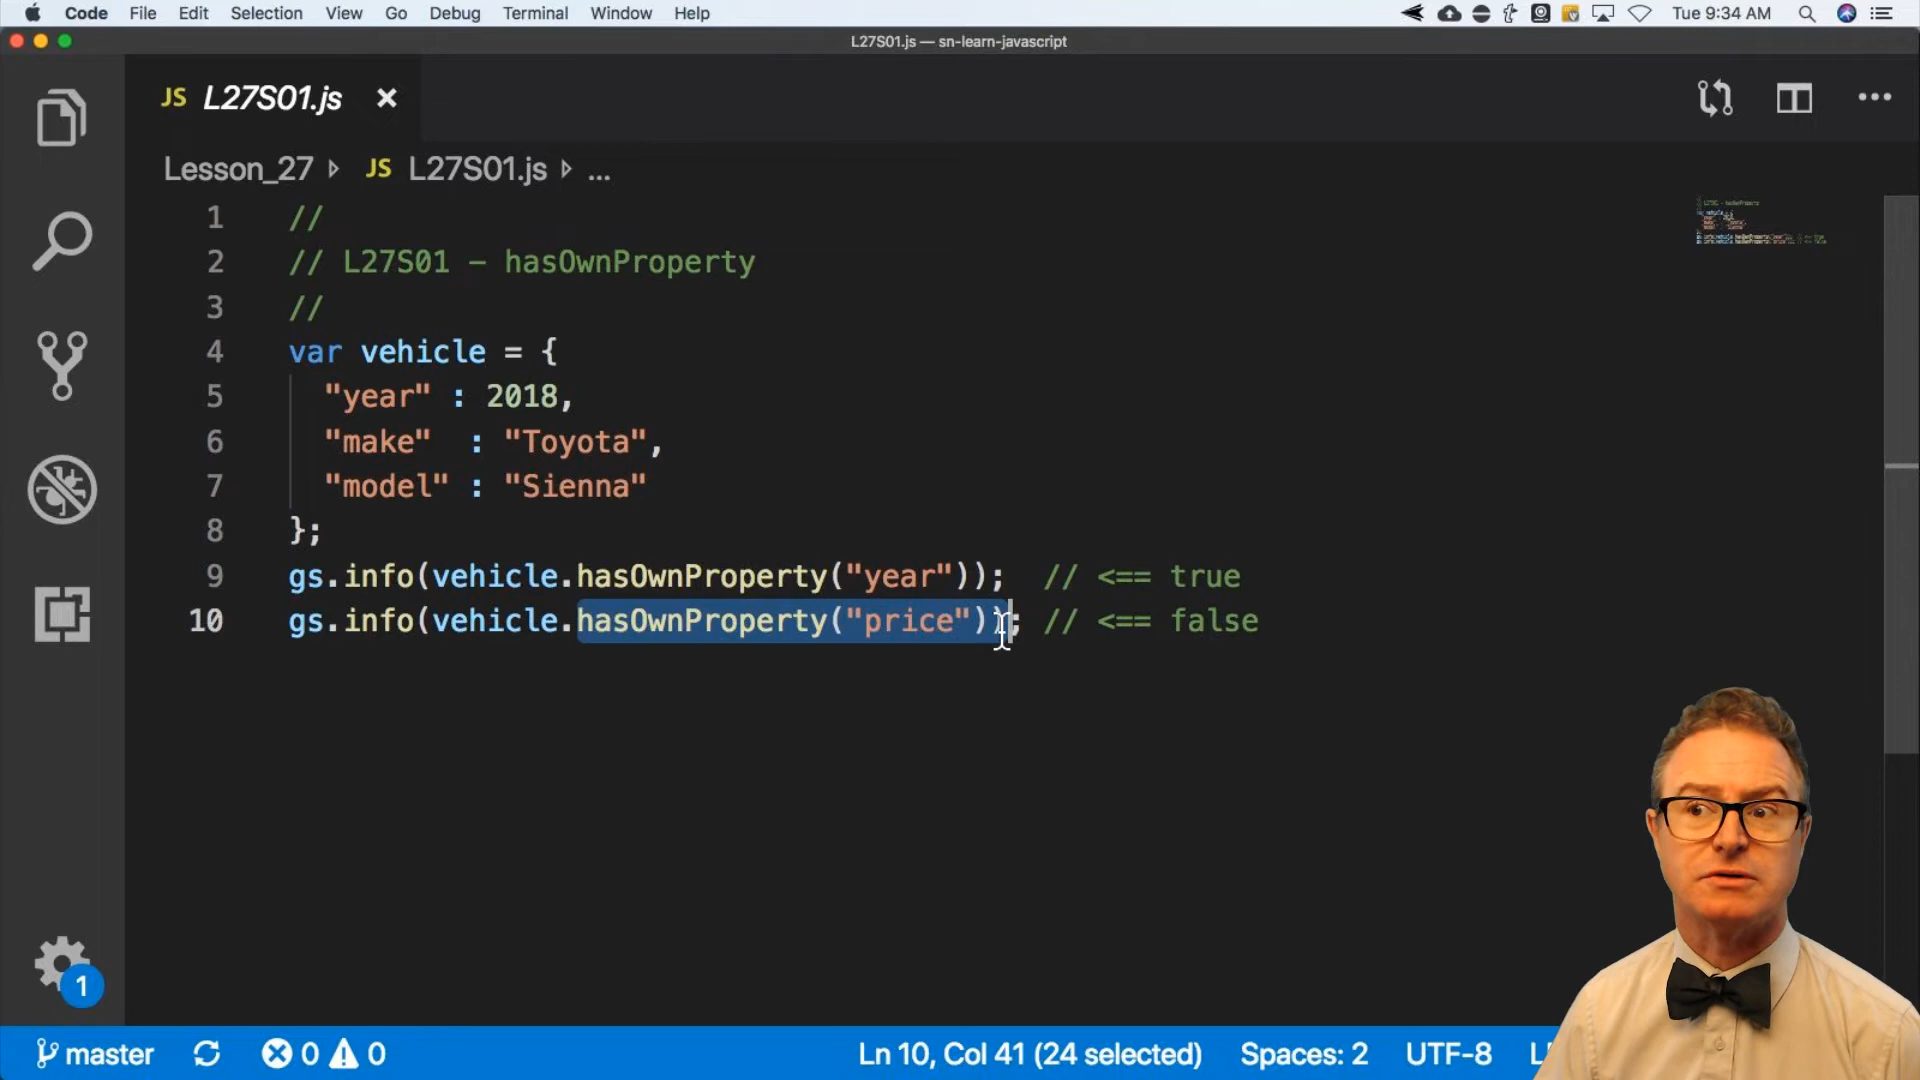 Code File Edit Selection View Go Debug Terminal Window Help Tue 9:34 AM
L27S01.js — sn-learn-javascript
JS L27S01.js
Lesson_27 JS L27S01.js ...
1 //
2 // L27S01 - hasOwnProperty
3 //
4 var vehicle = {
5 "year" : 2018,
6 "make" : "Toyota",
7 "model" : "Sienna"
8 };
9 gs.info(vehicle.hasOwnProperty("year")); // <== true
10 gs.info(vehicle.hasOwnProperty("price")); // <== false
1
master 0 0 Ln 10, Col 41 (24 selected) Spaces: 2 UTF-8